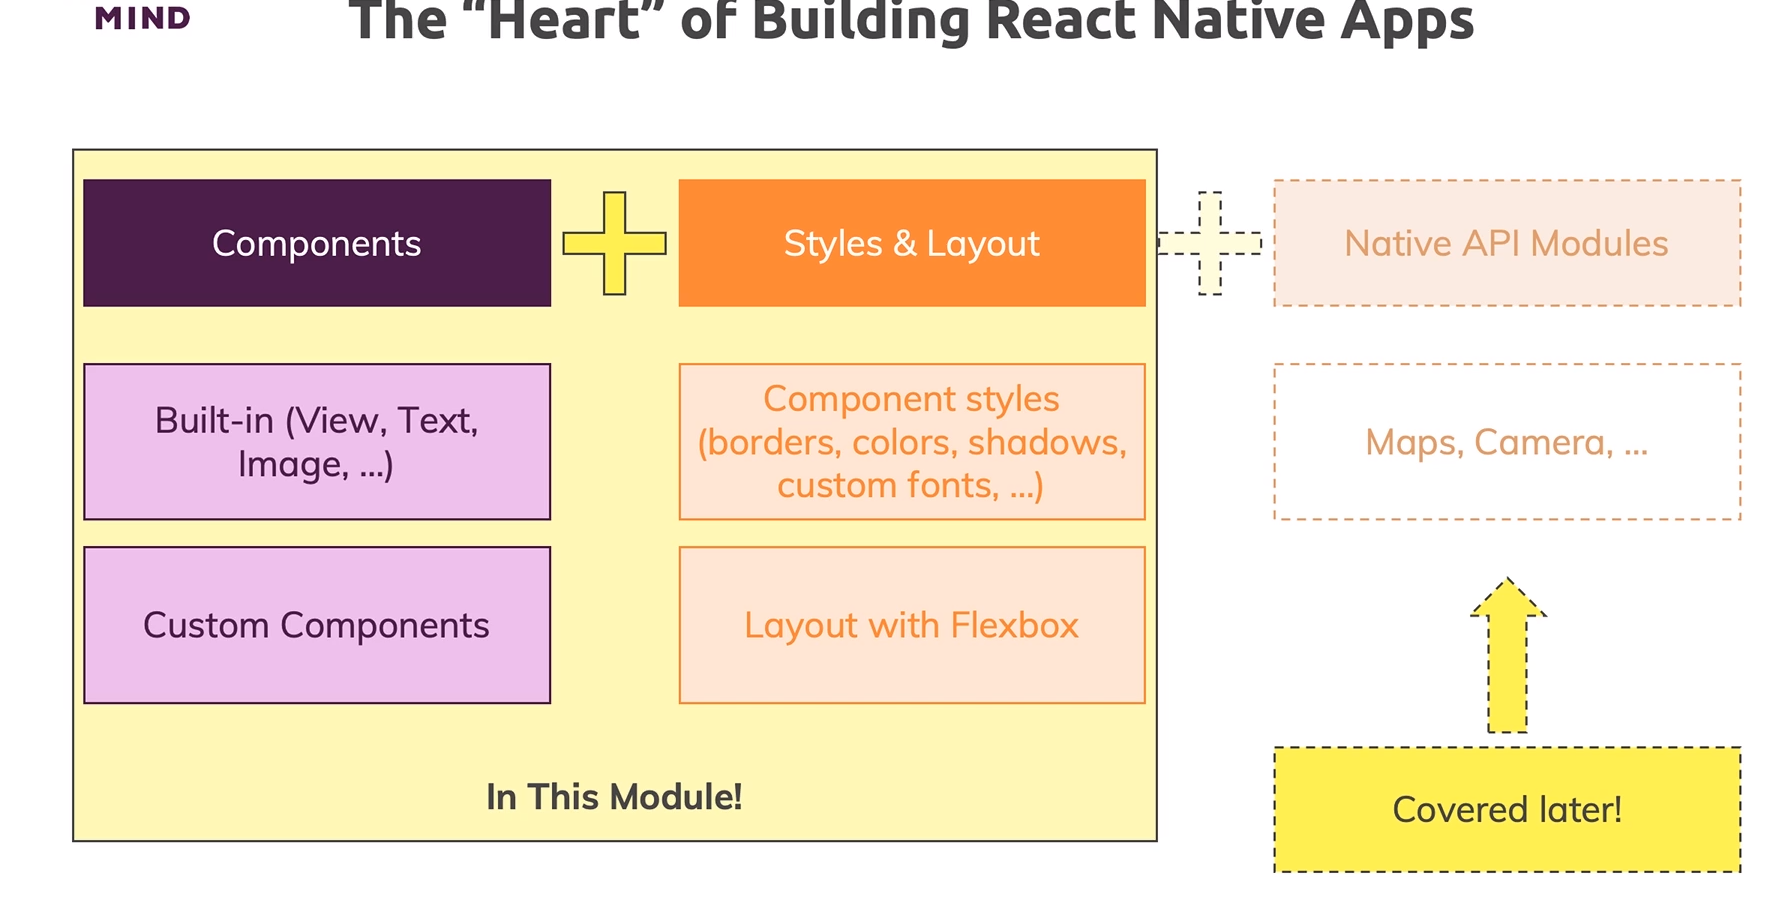 MIND
The “Heart” of Building React Native Apps
Components
Styles & Layout
Native API Modules
Built-in (View, Text,
Image, ...)
Component styles
(borders, colors, shadows,
custom fonts, ...)
Maps, Camera, ...
Custom Components
Layout with Flexbox
In This Module!
Covered later!